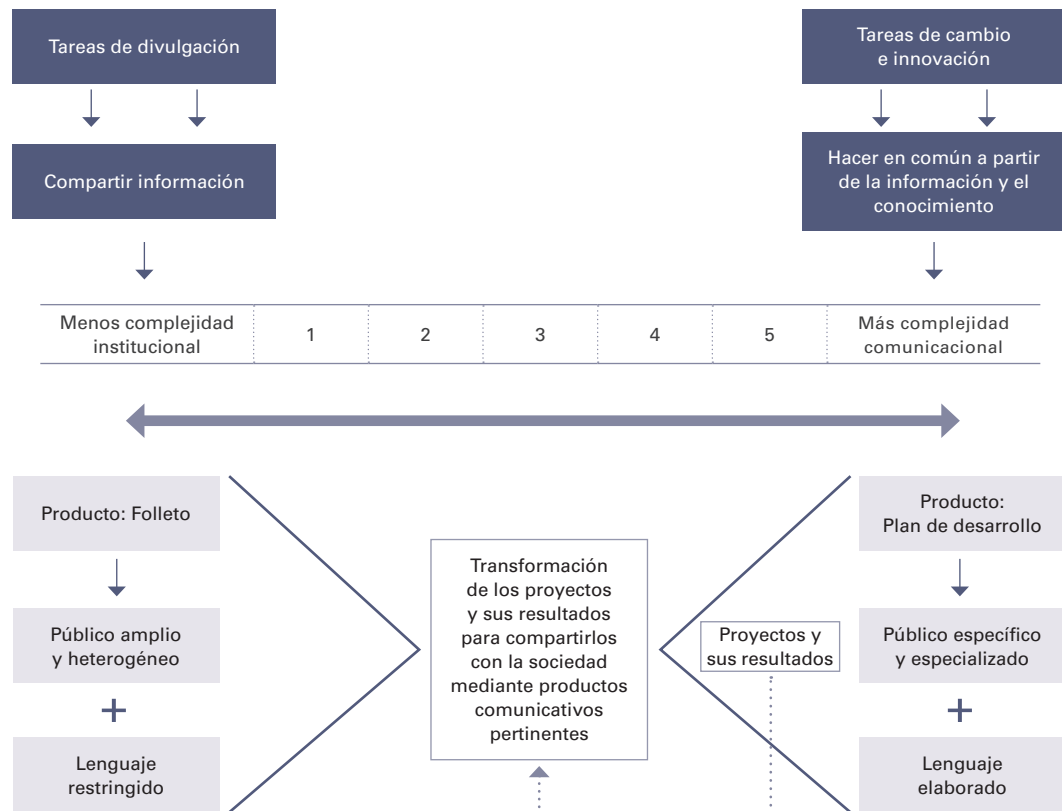 Tareas de divulgación
Tareas de cambio
e innovación
Compartir información
Hacer en común a partir
de la información y el
conocimiento
Menos complejidad
institucional
1
2
3
4
5
Más complejidad
comunicacional
Producto: Folleto
Público amplio
y heterogéneo
+
Lenguaje
restringido
Transformación
de los proyectos
y sus resultados
para compartirlos
con la sociedad
mediante productos
comunicativos
pertinentes
Proyectos y
sus resultados
Producto:
Plan de desarrollo
Público específico
y especializado
+
Lenguaje
elaborado